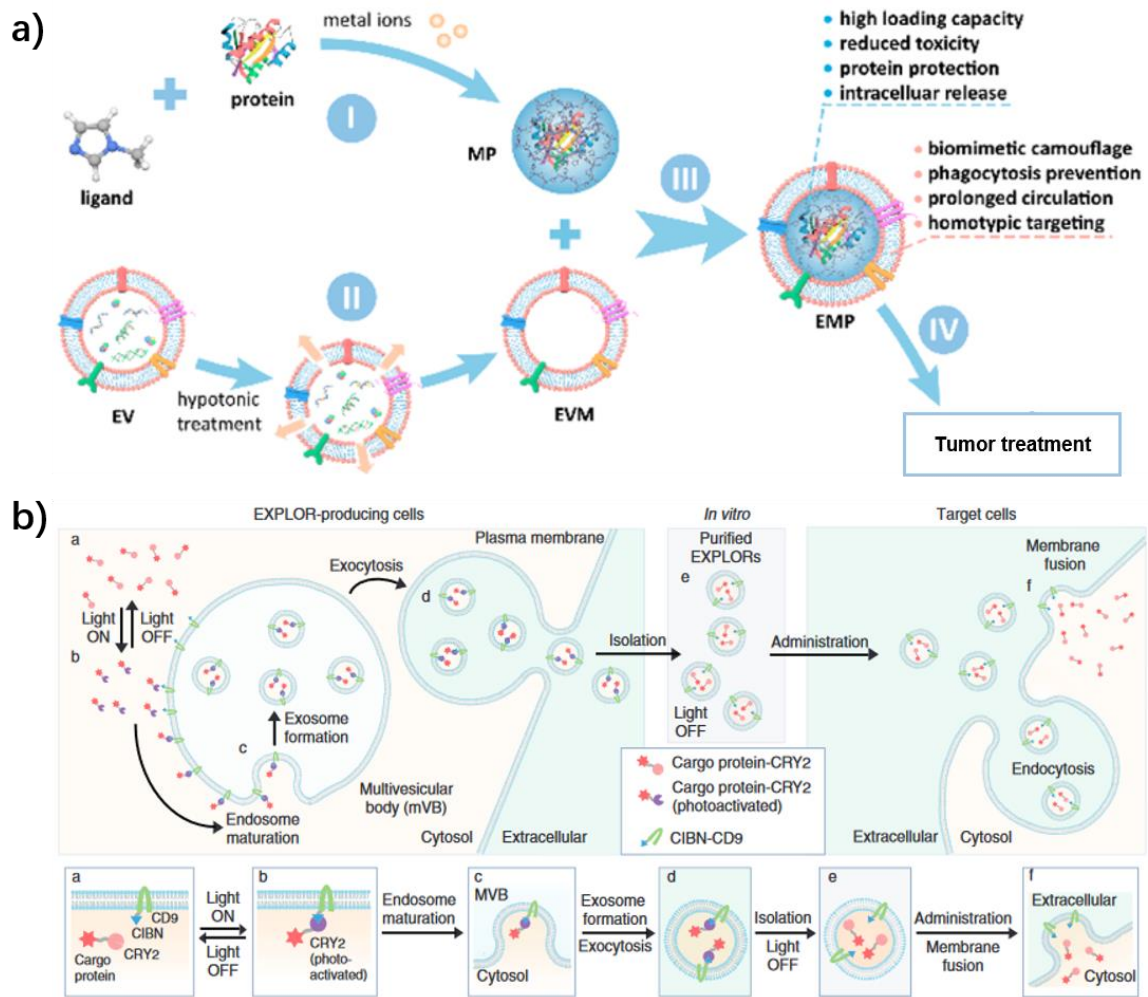 a)
metal ions
protein
I
ligand
MP
III
high loading capacity
reduced toxicity
protein protection
intracelluar release
biomimetic camouflage
phagocytosis prevention
prolonged circulation
homotypic targeting
II
EV
hypotonic
treatment
EVM
EMP
IV
Tumor treatment
b)
EXPLOR-producing cells
In vitro
Target cells
a
Light
ON
Light
OFF
b
Exocytosis
Plasma membrane
d
c
Exosome
formation
Endosome
maturation
Multivesicular
body (mVB)
Cytosol
Extracellular
Isolation
Purified
EXPLORs
e
Light
OFF
Administration
Membrane
fusion
f
Endocytosis
Extracellular
Cytosol
Cargo protein-CRY2
Cargo protein-CRY2
(photoactivated)
CIBN-CD9
a
CD9
CIBN
Cargo
protein
CRY2
Light
ON
Light
OFF
b
CRY2
(photo-
activated)
Endosome
maturation
c
MVB
Cytosol
Exosome
formation
Exocytosis
d
Isolation
Light
OFF
e
Administration
Membrane
fusion
f
Extracellular
Cytosol